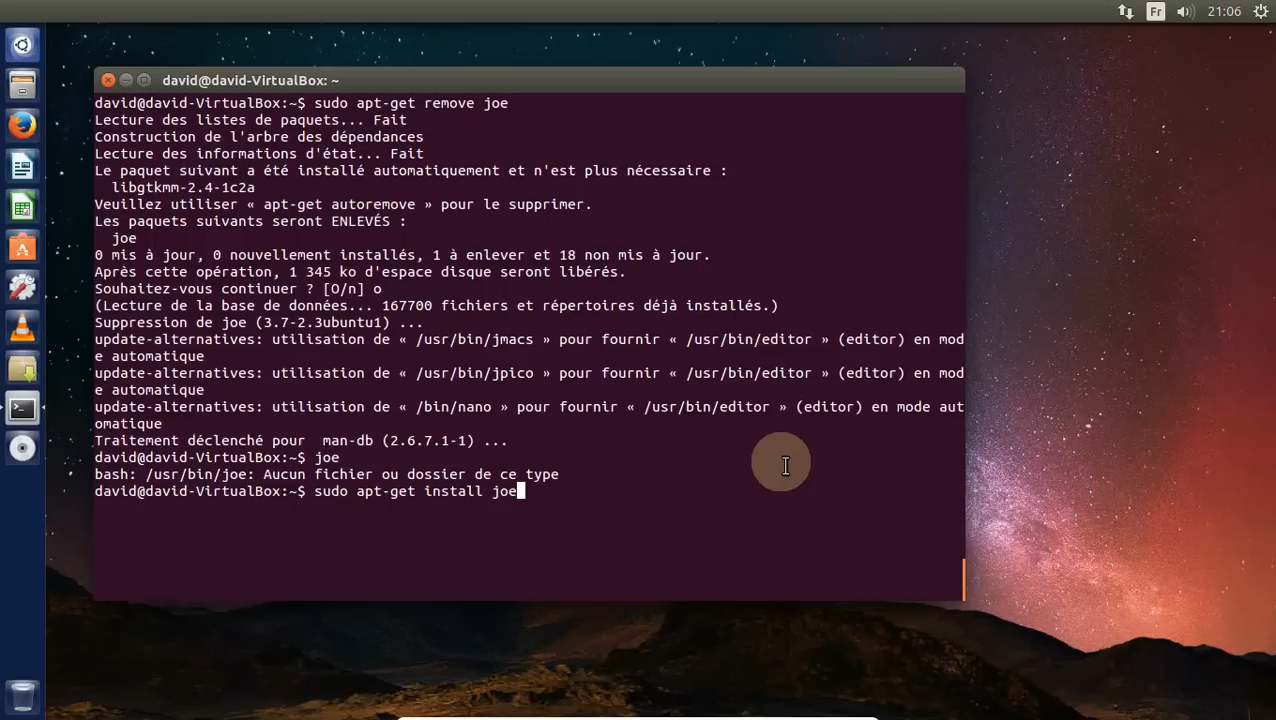 Fr
21:06
david@david-VirtualBox: ~
david@david-VirtualBox:~$ sudo apt-get remove joe
Lecture des listes de paquets... Fait
Construction de l'arbre des dépendances
Lecture des informations d'état... Fait
Le paquet suivant a été installé automatiquement et n'est plus nécessaire :
  libgtkmm-2.4-1c2a
Veuillez utiliser « apt-get autoremove » pour le supprimer.
Les paquets suivants seront ENLEVÉS :
  joe
0 mis à jour, 0 nouvellement installés, 1 à enlever et 18 non mis à jour.
Après cette opération, 1 345 ko d'espace disque seront libérés.
Souhaitez-vous continuer ? [O/n] o
(Lecture de la base de données... 167700 fichiers et répertoires déjà installés.)
Suppression de joe (3.7-2.3ubuntu1) ...
update-alternatives: utilisation de « /usr/bin/jmacs » pour fournir « /usr/bin/editor » (editor) en mod
e automatique
update-alternatives: utilisation de « /usr/bin/jpico » pour fournir « /usr/bin/editor » (editor) en mod
e automatique
update-alternatives: utilisation de « /bin/nano » pour fournir « /usr/bin/editor » (editor) en mode aut
omatique
Traitement déclenché pour  man-db (2.6.7.1-1) ...
david@david-VirtualBox:~$ joe
bash: /usr/bin/joe: Aucun fichier ou dossier de ce type
david@david-VirtualBox:~$ sudo apt-get install joe